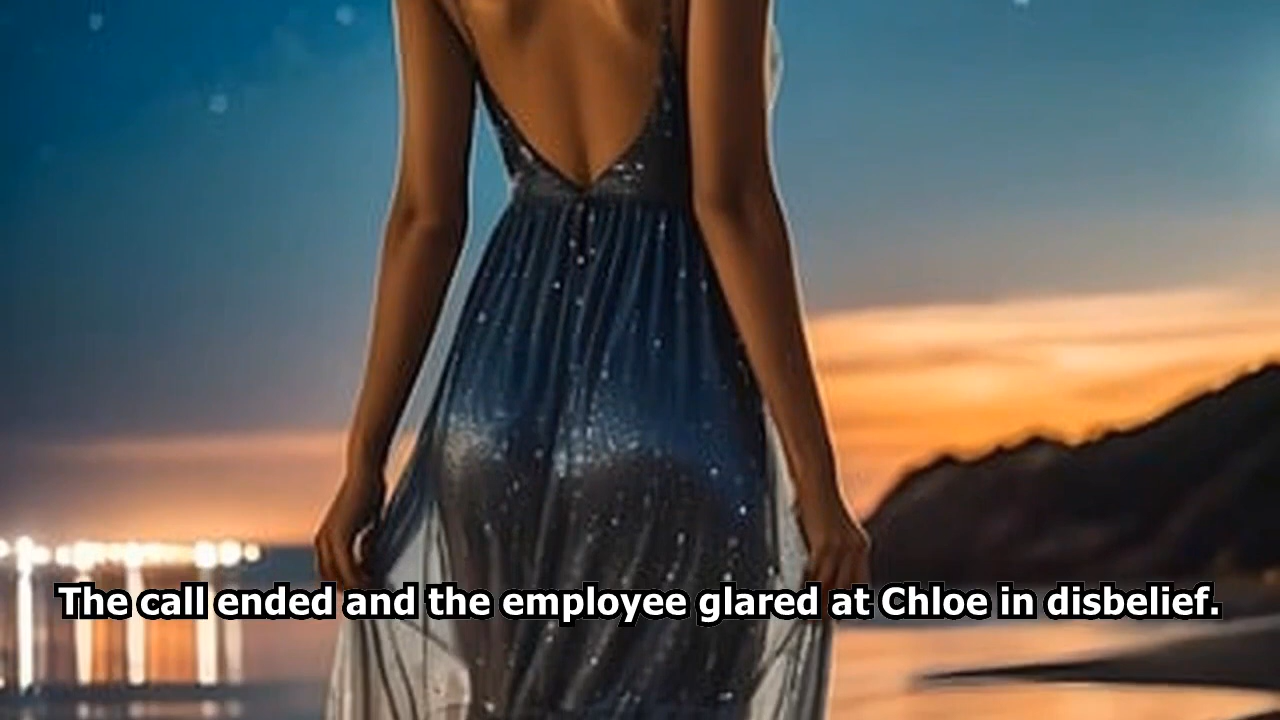 The call ended and the employee glared at Chloe in disbelief.